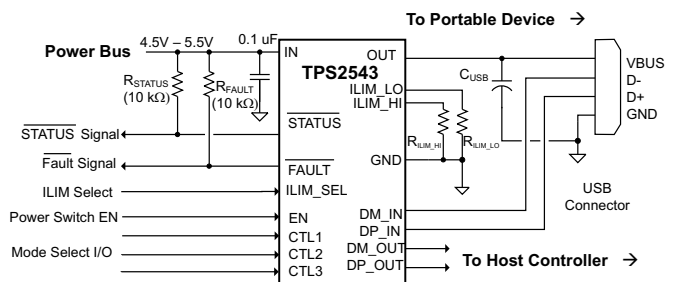 To Portable Device →
Power Bus
4.5V – 5.5V
0.1 uF
IN
OUT
TPS2543
VBUS
D-
D+
GND
RSTATUS
(10 kΩ)
RFAULT
(10 kΩ)
CUSB
ILIM_LO
ILIM_HI
STATUS
STATUS Signal
RILIM_HI
RILIM_LO
Fault Signal
FAULT
GND
ILIM Select
ILIM_SEL
USB
Connector
Power Switch EN
EN
DM_IN
CTL1
DP_IN
Mode Select I/O
CTL2
DM_OUT
CTL3
DP_OUT
To Host Controller →